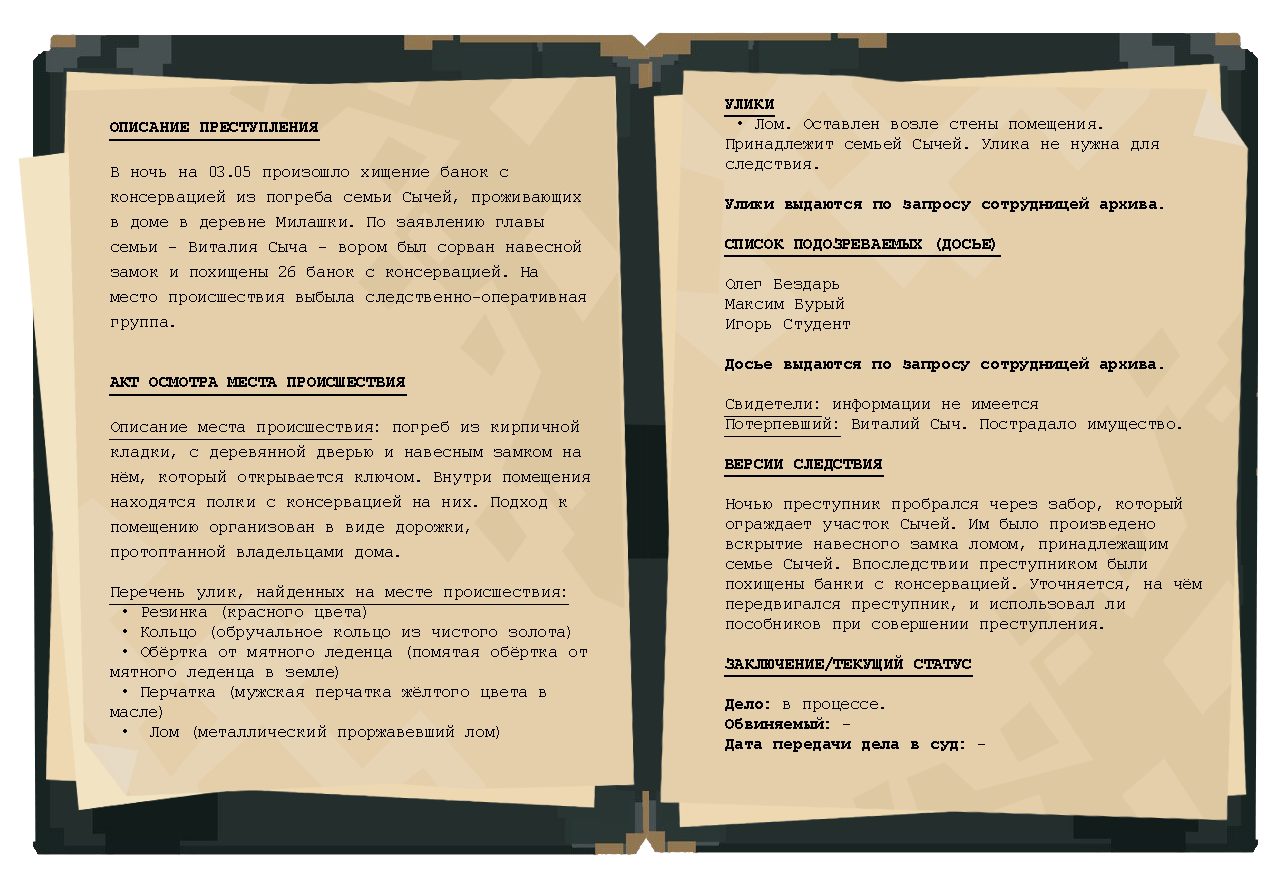 ОПИСАНИЕ ПРЕСТУПЛЕНИЯ
В ночь на 03.05 произошло хищение банок с
консервацией из погреба семьи Сычей, проживающих
в доме в деревне Милашки. По заявлению главы
семьи – Виталия Сыча – вором был сорван навесной
замок и похищены 26 банок с консервацией. На
место происшествия выбыла следственно-оперативная
группа.
АКТ ОСМОТРА МЕСТА ПРОИСШЕСТВИЯ
Описание места происшествия: погреб из кирпичной
кладки, с деревянной дверью и навесным замком на
нём, который открывается ключом. Внутри помещения
находятся полки с консервацией на них. Подход к
помещению организован в виде дорожки,
протоптанной владельцами дома.
Перечень улик, найденных на месте происшествия:
• Резинка (красного цвета)
• Кольцо (обручальное кольцо из чистого золота)
• Обёртка от мятного леденца (помятая обёртка от
мятного леденца в земле)
• Перчатка (мужская перчатка жёлтого цвета в
масле)
• Лом (металлический проржавевший лом)
УЛИКИ
• Лом. Оставлен возле стены помещения.
Принадлежит семьей Сычей. Улика не нужна для
следствия.
Улики выдаются по запросу сотрудницей архива.
СПИСОК ПОДОЗРЕВАЕМЫХ (ДОСЬЕ)
Олег Бездарь
Максим Бурый
Игорь Студент
Досье выдаются по запросу сотрудницей архива.
Свидетели: информации не имеется
Потерпевший: Виталий Сыч. Пострадало имущество.
ВЕРСИИ СЛЕДСТВИЯ
Ночью преступник пробрался через забор, который
ограждает участок Сычей. Им было произведено
вскрытие навесного замка ломом, принадлежащим
семье Сычей. Впоследствии преступником были
похищены банки с консервацией. Уточняется, на чём
передвигался преступник, и использовал ли
пособников при совершении преступления.
ЗАКЛЮЧЕНИЕ/ТЕКУЩИЙ СТАТУС
Дело: в процессе.
Обвиняемый: –
Дата передачи дела в суд: –